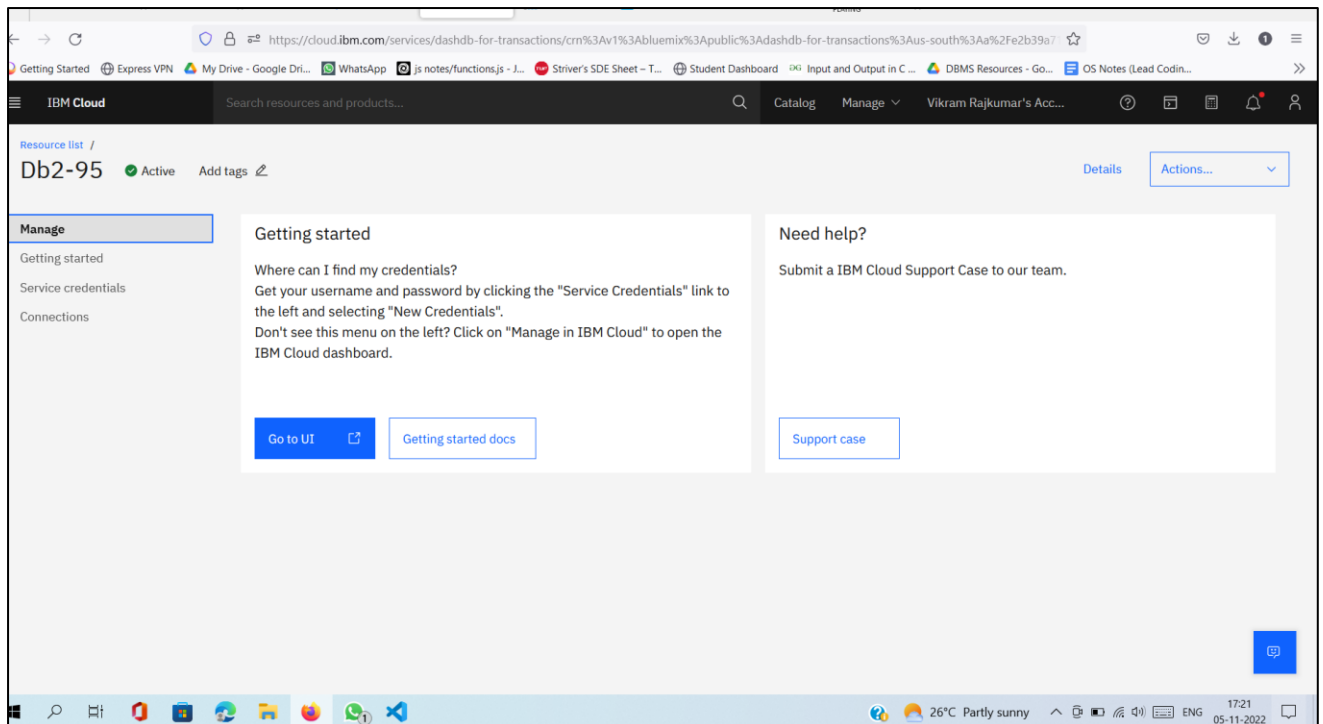 https://cloud.ibm.com/services/dashdb-for-transactions/crn%3Av1%3Abluemix%3Apublic%3Adashdb-for-transactions%3Aus-south%3Aa%2Fe2b39a7
Getting Started Express VPN My Drive - Google Dri... WhatsApp js notes/functions.js - J... Striver's SDE Sheet – T... Student Dashboard Input and Output in C ... DBMS Resources - Go... OS Notes (Lead Codin...
IBM Cloud Search resources and products... Catalog Manage Vikram Rajkumar's Acc...
Resource list /
Db2-95 Active Add tags Details Actions...
Manage
Getting started
Service credentials
Connections
Getting started
Where can I find my credentials?
Get your username and password by clicking the "Service Credentials" link to
the left and selecting "New Credentials".
Don't see this menu on the left? Click on "Manage in IBM Cloud" to open the
IBM Cloud dashboard.
Go to UI Getting started docs
Need help?
Submit a IBM Cloud Support Case to our team.
Support case
26°C Partly sunny ENG 17:21
05-11-2022